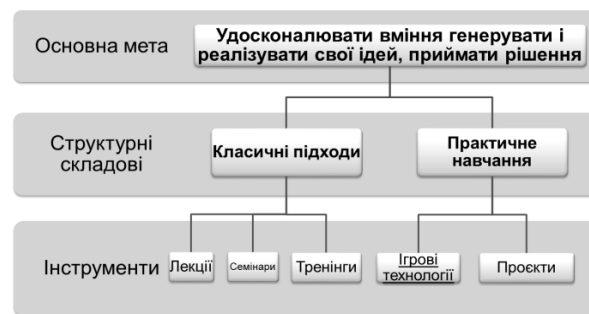 Основна мета
Удосконалювати вміння генерувати і
реалізувати свої ідей, приймати рішення
Структурні
складові
Класичні підходи
Практичне
навчання
Інструменти
Лекції
Семінари
Тренінги
Ігрові
технології
Проєкти